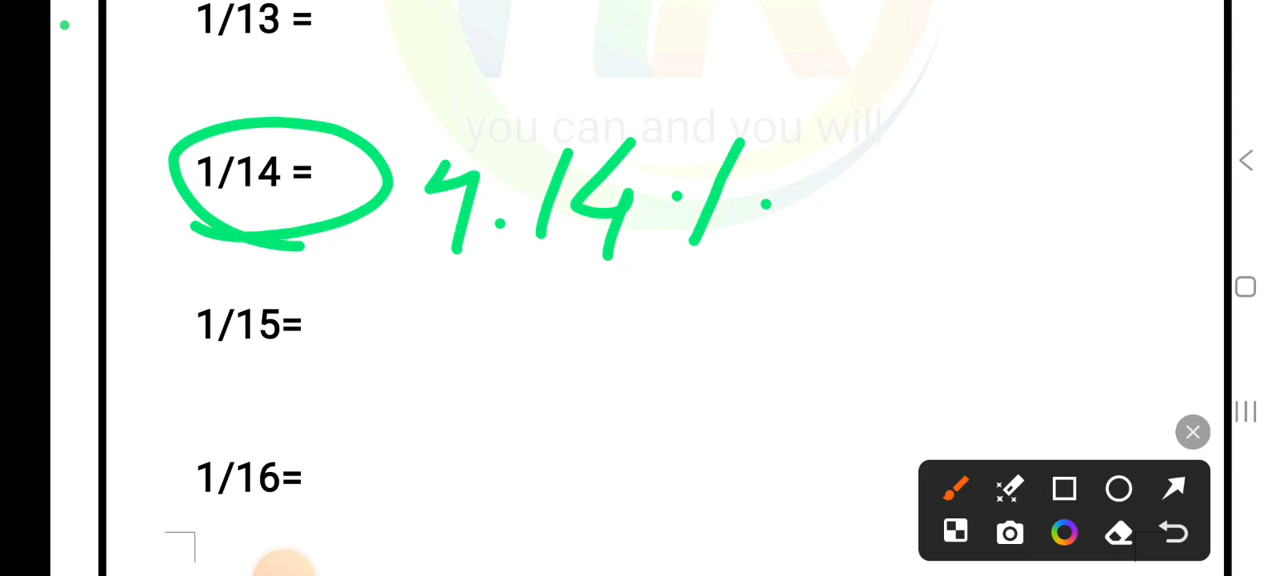 1/13 =
you can and you will
1/14 = 7.14%
1/15=
1/16=